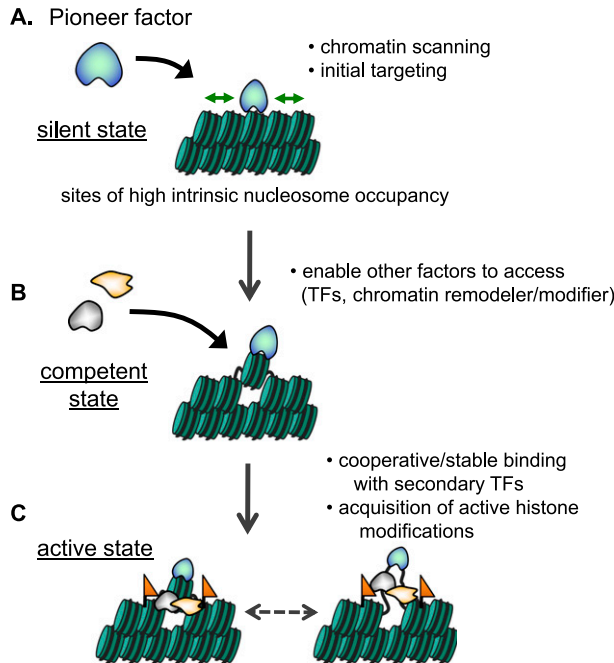 A. Pioneer factor
• chromatin scanning
• initial targeting
silent state
sites of high intrinsic nucleosome occupancy
• enable other factors to access
(TFs, chromatin remodeler/modifier)
B
competent
state
• cooperative/stable binding
with secondary TFs
• acquisition of active histone
modifications
C
active state